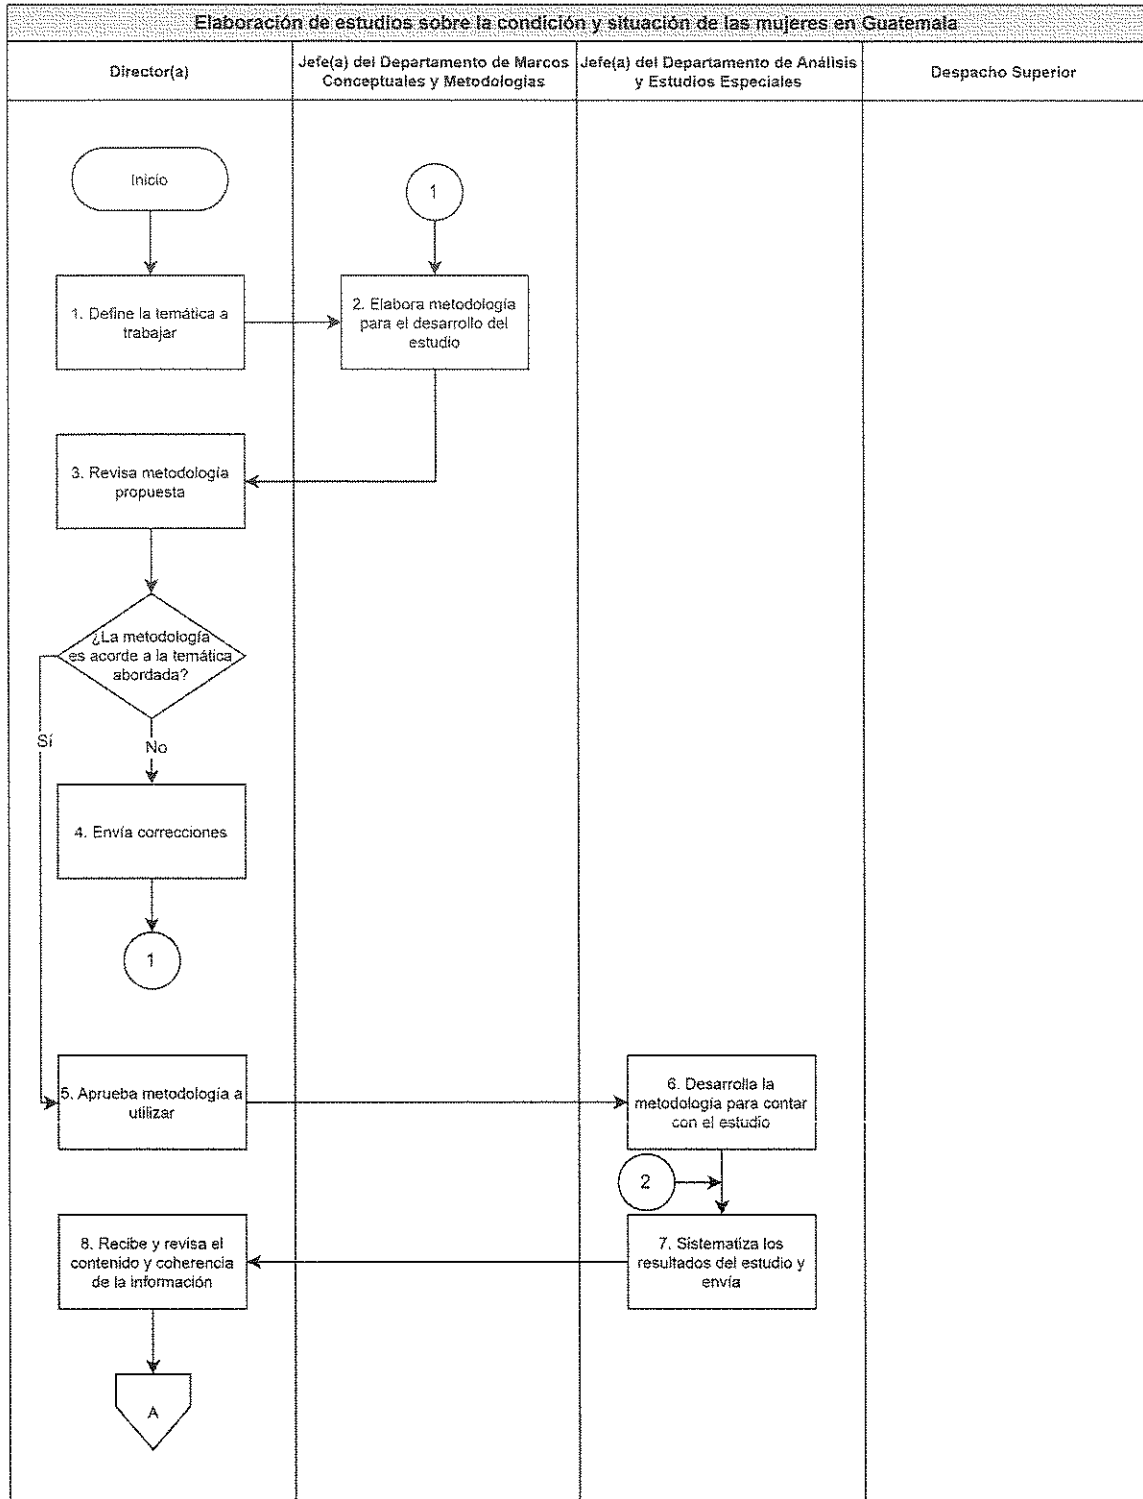 Elaboración de estudios sobre la condición y situación de las mujeres en Guatemala
Director(a)
Jefe(a) del Departamento de Marcos
Conceptuales y Metodologías
Jefe(a) del Departamento de Análisis
y Estudios Especiales
Despacho Superior
Inicio
1
1. Define la temática a
trabajar
2. Elabora metodología
para el desarrollo del
estudio
3. Revisa metodología
propuesta
¿La metodología
es acorde a la temática
abordada?
Sí
No
4. Envía correcciones
1
5. Aprueba metodología a
utilizar
6. Desarrolla la
metodología para contar
con el estudio
2
8. Recibe y revisa el
contenido y coherencia
de la información
7. Sistematiza los
resultados del estudio y
envía
A